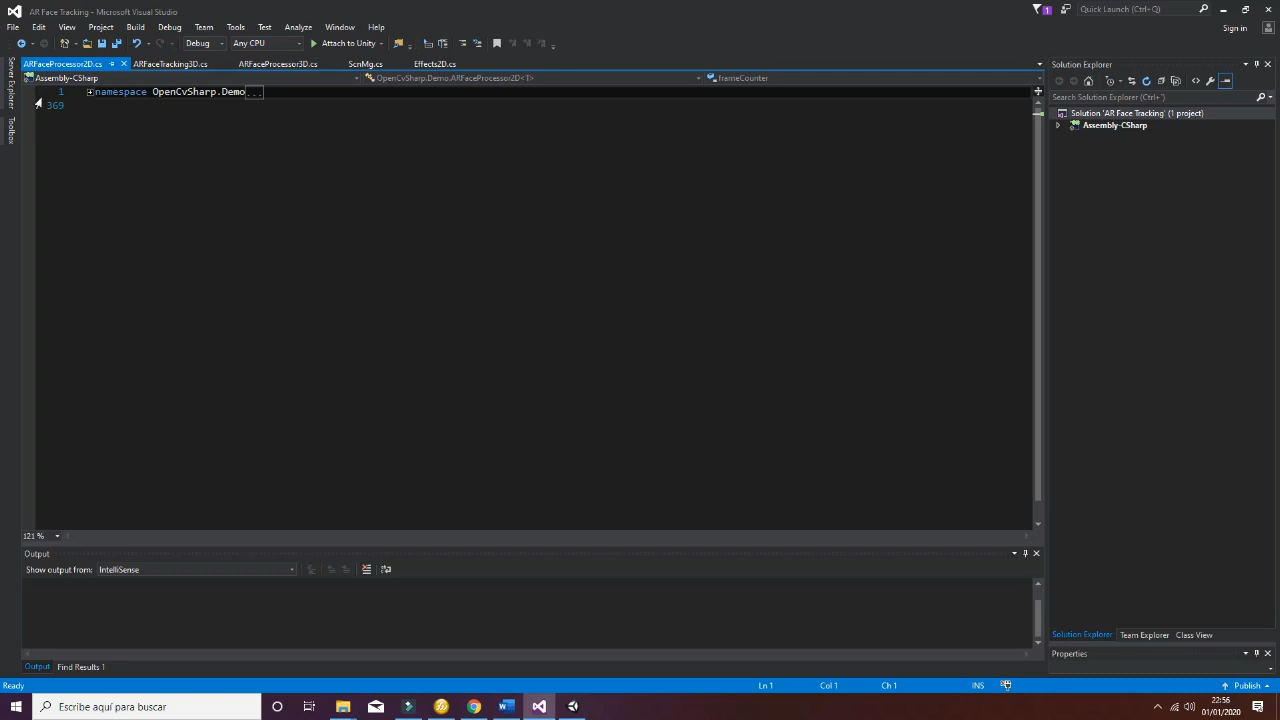 AR Face Tracking - Microsoft Visual Studio
1
Quick Launch (Ctrl+Q)
File Edit View Project Build Debug Team Tools Test Analyze Window Help
Sign in
Debug Any CPU Attach to Unity
Server Explorer
Toolbox
ARFaceProcessor2D.cs ARFaceTracking3D.cs ARFaceProcessor3D.cs ScnMg.cs Effects2D.cs
Assembly-CSharp OpenCvSharp.Demo.ARFaceProcessor2D<T> frameCounter
1 namespace OpenCvSharp.Demo...
369
121 %
Output
Show output from: IntelliSense
Output Find Results 1
Solution Explorer
Search Solution Explorer (Ctrl+´)
Solution 'AR Face Tracking' (1 project)
Assembly-CSharp
Solution Explorer Team Explorer Class View
Properties
Ready Ln 1 Col 1 Ch 1 INS Publish
Escribe aquí para buscar
22:56
01/01/2020